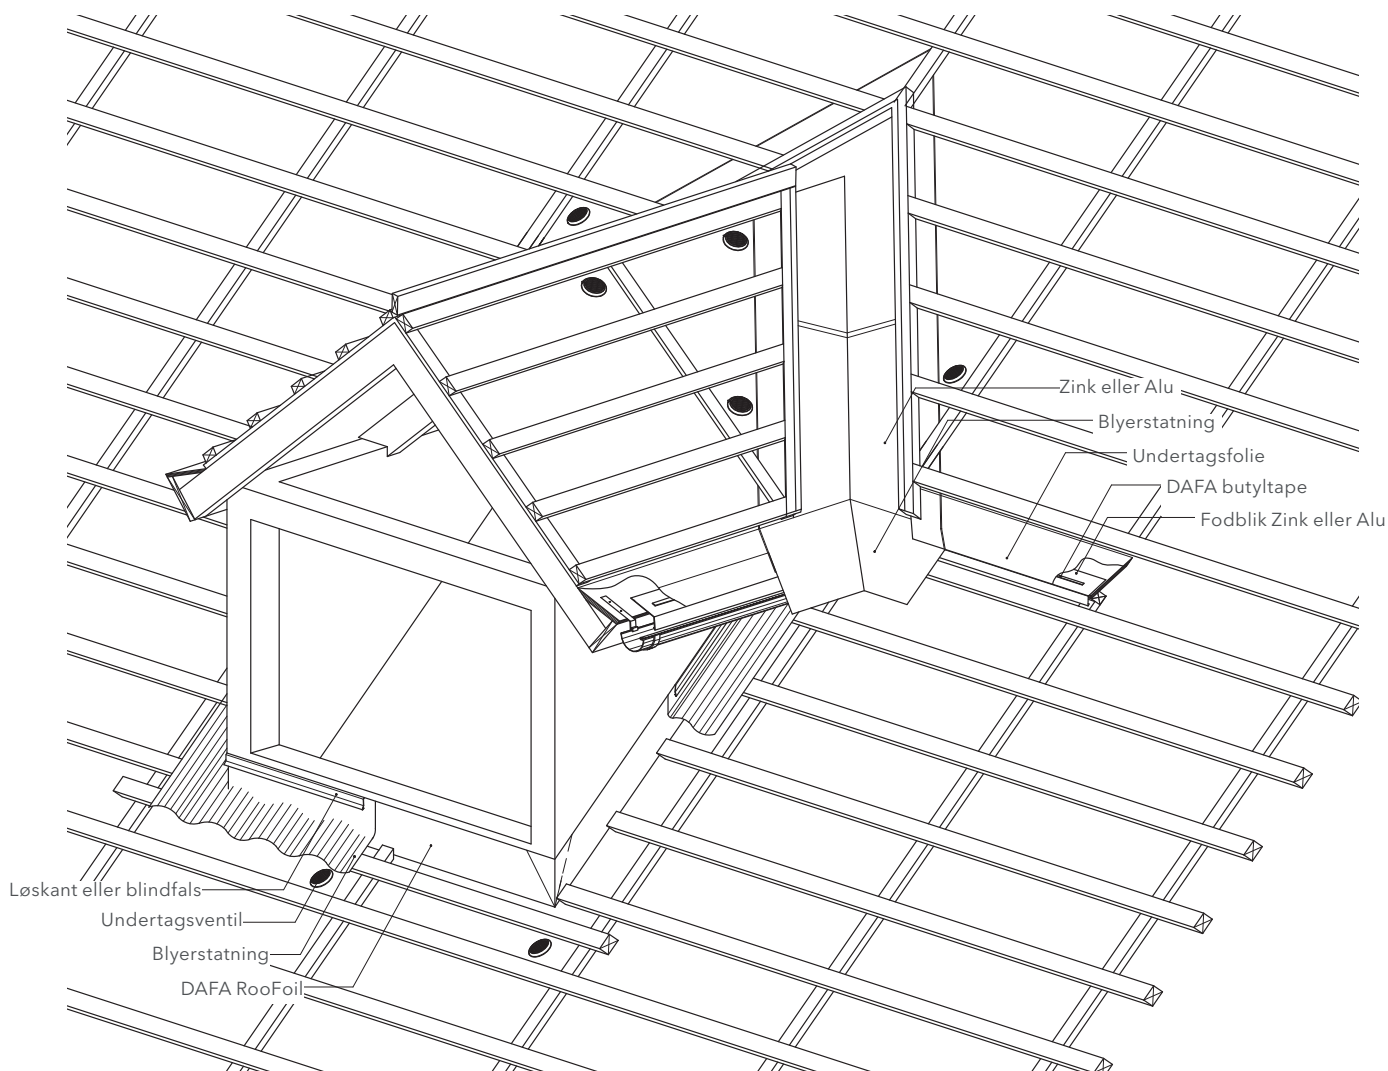 Zink eller Alu
Blyerstatning
Undertagsfolie
DAFA butyltape
Fodblik Zink eller Alu
Løskant eller blindfals
Undertagsventil
Blyerstatning
DAFA RooFoil